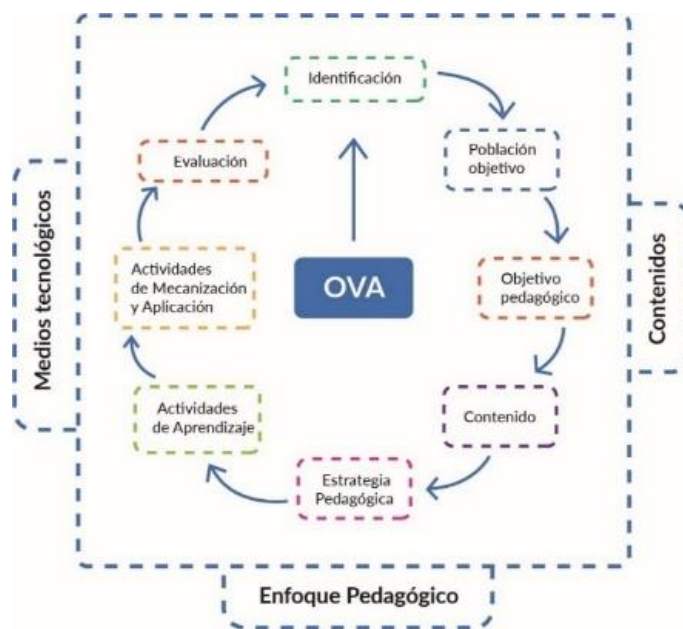 Identificación
Población
objetivo
Objetivo
pedagógico
Contenido
Estrategia
Pedagógica
Actividades
de Aprendizaje
Actividades
de Mecanización
y Aplicación
Evaluación
OVA
Medios tecnológicos
Contenidos
Enfoque Pedagógico